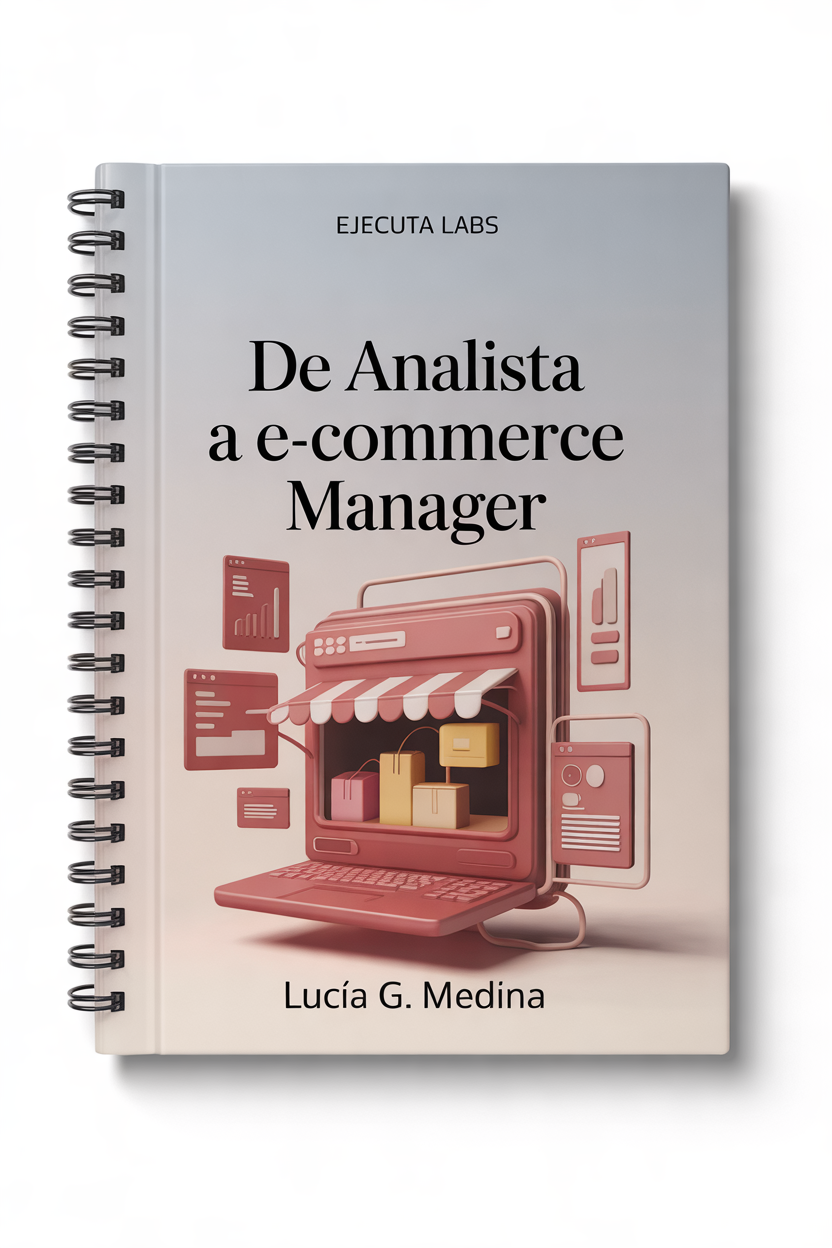 EJECUTA LABS
De Analista
a e-commerce
Manager
Lucía G. Medina